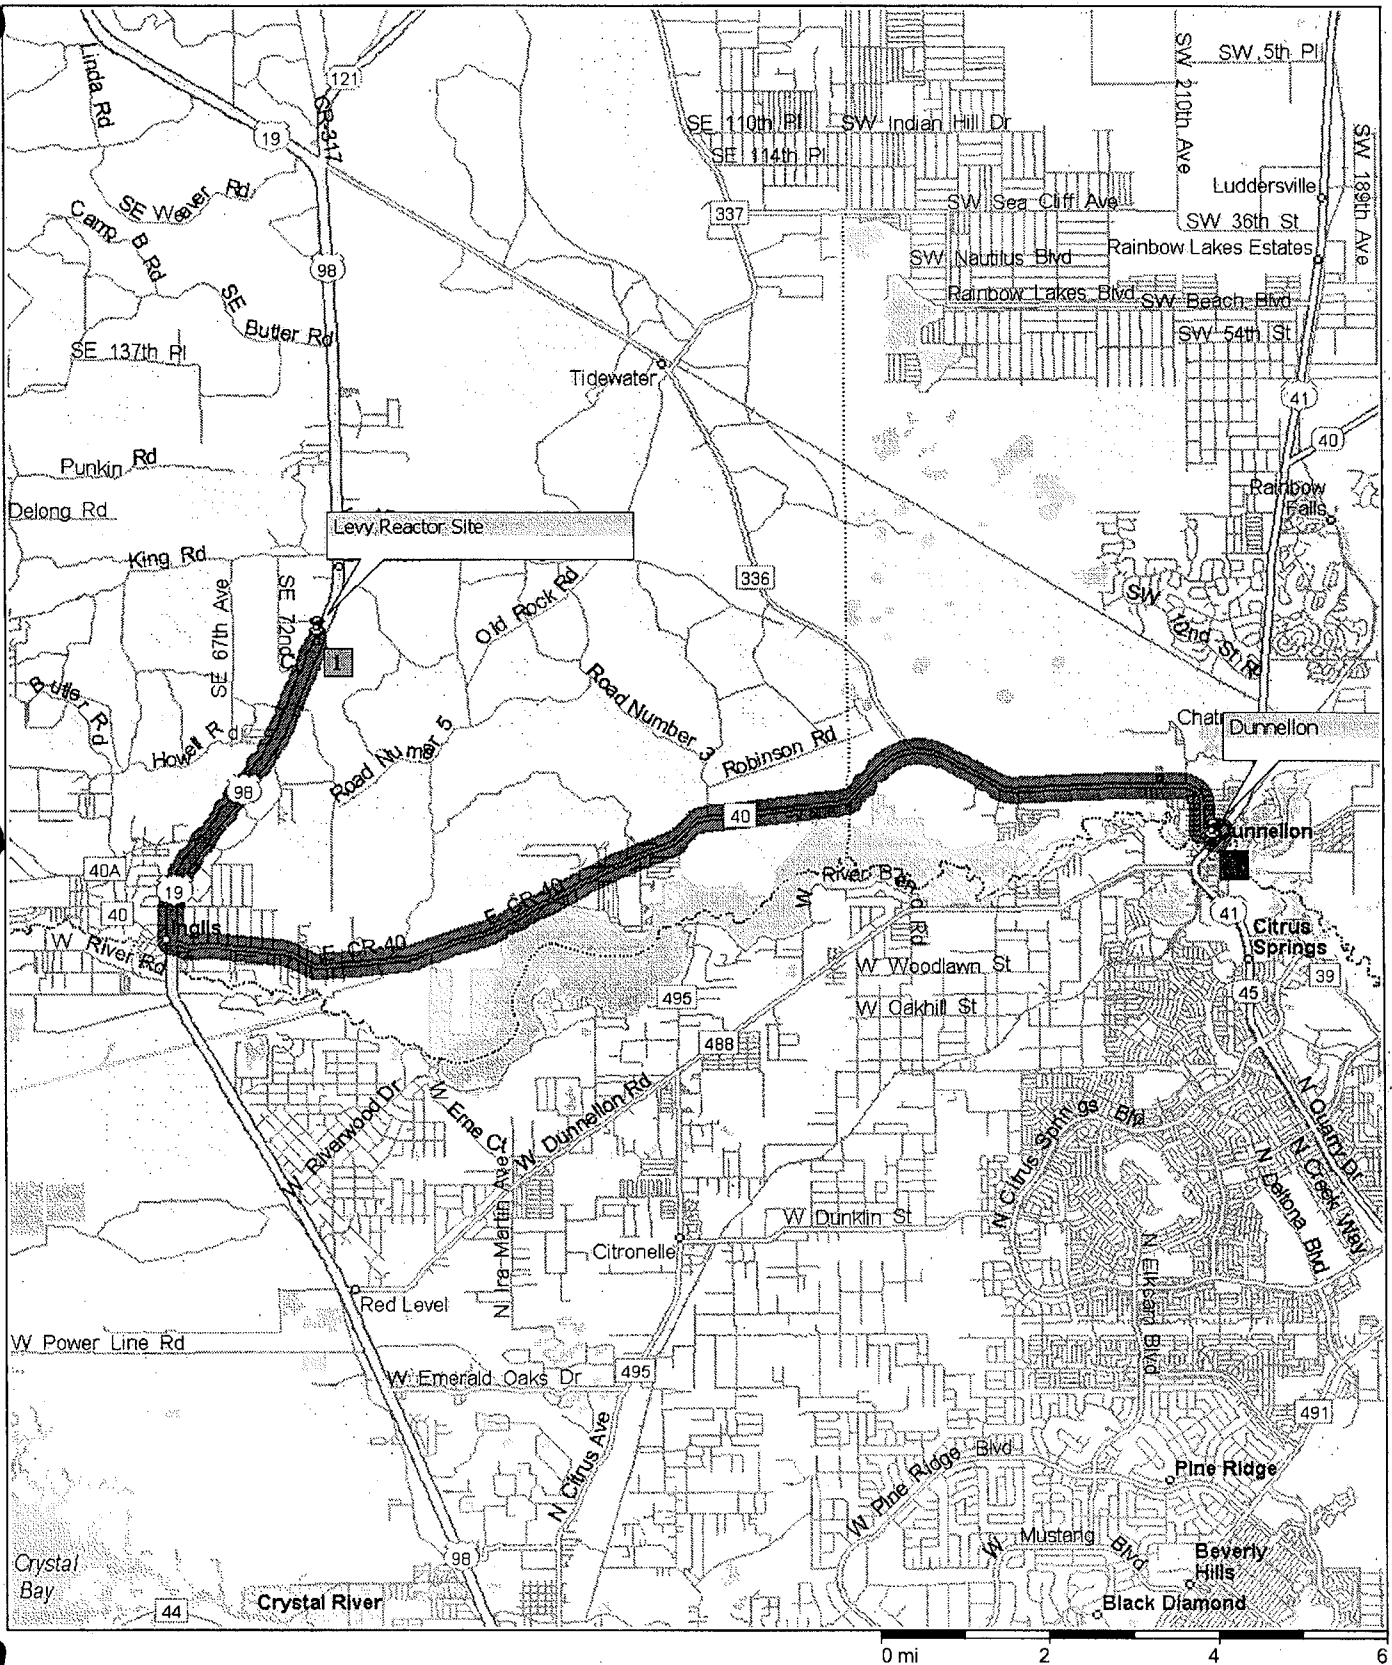 Linda Rd
121
CR-317
19
SW 5th Pl
SW 210th Ave
SE 110th Pl
SW Indian Hill Dr
SE 114th Pl
SW 189th Ave
Luddersville
SE Weaver Rd
Camp B Rd
337
SW Sea Cliff Ave
SW 36th St
Rainbow Lakes Estates
SW Nautilus Blvd
98
Rainbow Lakes Blvd
SW Beach Blvd
SE Butler Rd
SW 54th St
SE 137th Pl
Tidewater
41
40
Punkin Rd
Rainbow Falls
Delong Rd
Levy Reactor Site
King Rd
SE 67th Ave
SE 72nd
336
Old Rock Rd
SW 102nd St Rd
S
1
Butler Rd
Howell Rd
Road Number 5
Road Number 3
Robinson Rd
Dunnellon
98
40
Dunnellon
40A
19
40
E CR-40
W River Bend Rd
41
Inglis
E CR-40
W River Rd
Citrus Springs
W Woodlawn St
39
495
45
W Oakhill St
488
W Riverwood Dr
W Erne Ct
W Dunnellon Rd
N Citrus Springs Blvd
N Quarry Dr
N Creek Way
N Deltona Blvd
N Ira Martin Ave
W Dunklin St
Citronelle
N Elkcam Blvd
Red Level
W Power Line Rd
W Emerald Oaks Dr
495
491
N Citrus Ave
W Pine Ridge Blvd
Pine Ridge
W Mustang Blvd
98
Beverly Hills
Crystal Bay
44
Crystal River
Black Diamond
0 mi 2 4 6